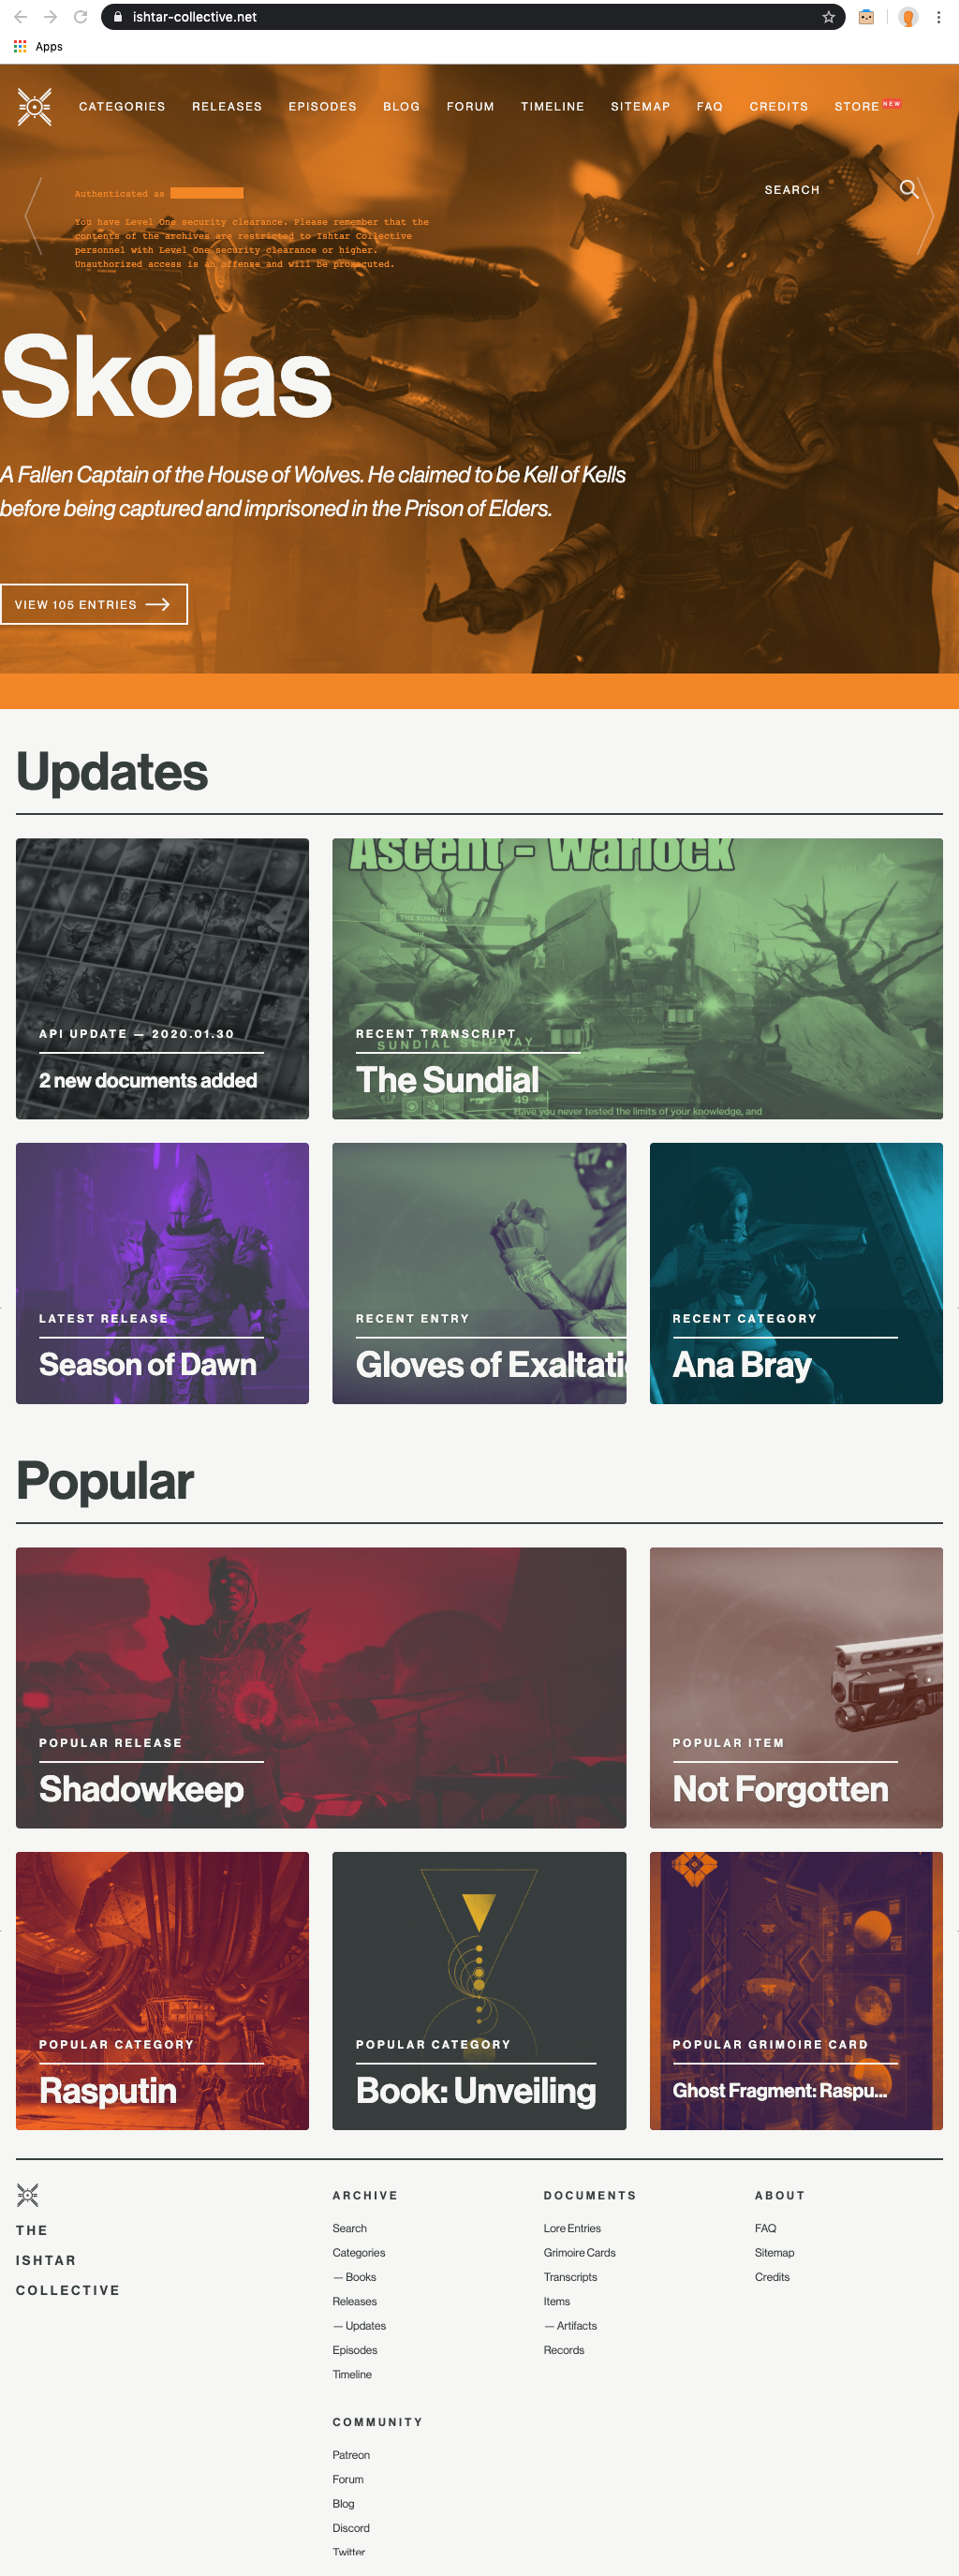 ishtar-collective.net
Apps
CATEGORIES RELEASES EPISODES BLOG FORUM TIMELINE SITEMAP FAQ CREDITS STORE NEW
Authenticated as
SEARCH
You have Level One security clearance. Please remember that the
contents of the archives are restricted to Ishtar Collective
personnel with Level One security clearance or higher.
Unauthorized access is an offense and will be prosecuted.
Skolas
A Fallen Captain of the House of Wolves. He claimed to be Kell of Kells
before being captured and imprisoned in the Prison of Elders.
VIEW 105 ENTRIES
Updates
API UPDATE — 2020.01.30
2 new documents added
Ascent - Warlock
THE SUNDIAL
RECENT TRANSCRIPT
SUNDIAL SLIPWAY
The Sundial
49
Have you never tested the limits of your knowledge, and
LATEST RELEASE
Season of Dawn
RECENT ENTRY
Gloves of Exaltati
RECENT CATEGORY
Ana Bray
Popular
POPULAR RELEASE
Shadowkeep
POPULAR ITEM
Not Forgotten
POPULAR CATEGORY
Rasputin
POPULAR CATEGORY
Book: Unveiling
POPULAR GRIMOIRE CARD
Ghost Fragment: Raspu...
THE
ISHTAR
COLLECTIVE
ARCHIVE
Search
Categories
— Books
Releases
— Updates
Episodes
Timeline
DOCUMENTS
Lore Entries
Grimoire Cards
Transcripts
Items
— Artifacts
Records
ABOUT
FAQ
Sitemap
Credits
COMMUNITY
Patreon
Forum
Blog
Discord
Twitter